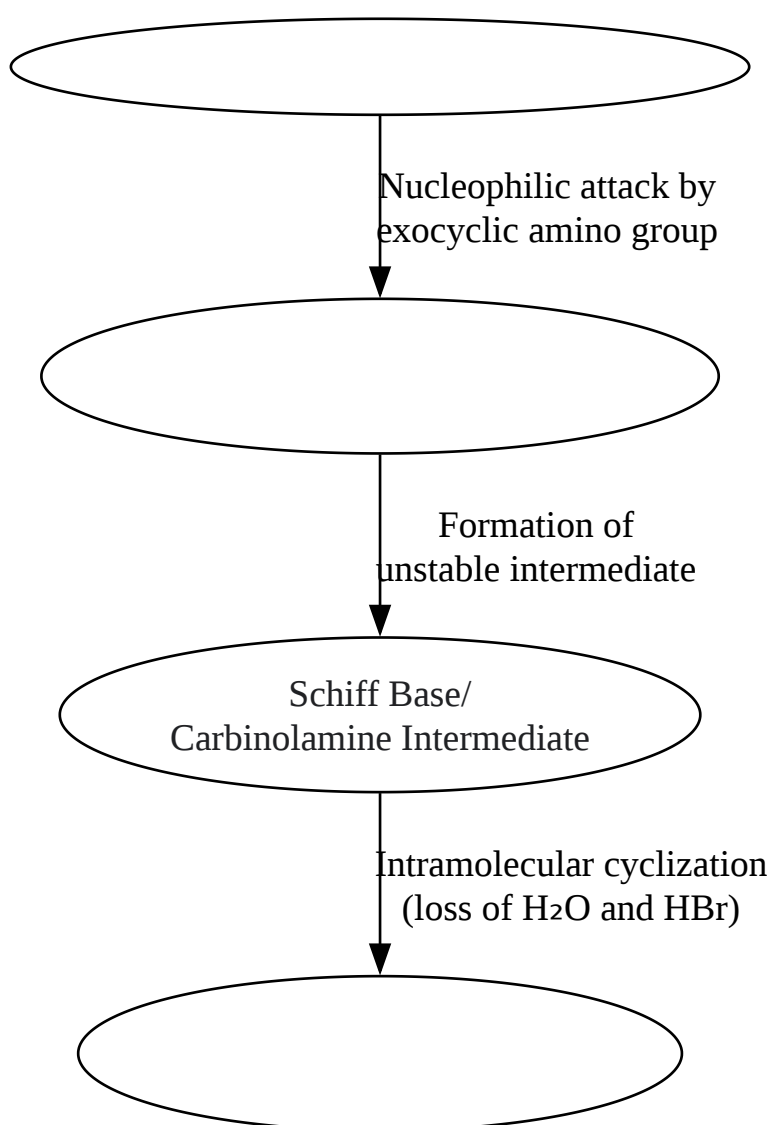 Nucleophilic attack by
exocyclic amino group
Formation of
unstable intermediate
Schiff Base/
Carbinolamine Intermediate
Intramolecular cyclization
(loss of H₂O and HBr)